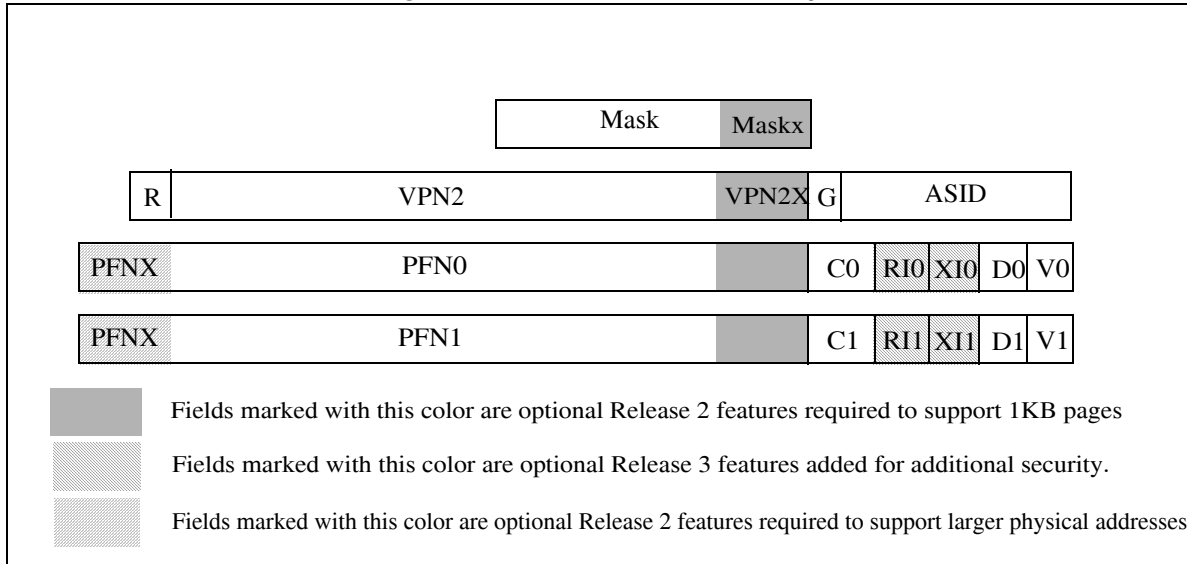 Mask Maskx
R VPN2 VPN2X G ASID
PFNX PFN0 C0 RI0 XI0 D0 V0
PFNX PFN1 C1 RI1 XI1 D1 V1
Fields marked with this color are optional Release 2 features required to support 1KB pages
Fields marked with this color are optional Release 3 features added for additional security.
Fields marked with this color are optional Release 2 features required to support larger physical addresses